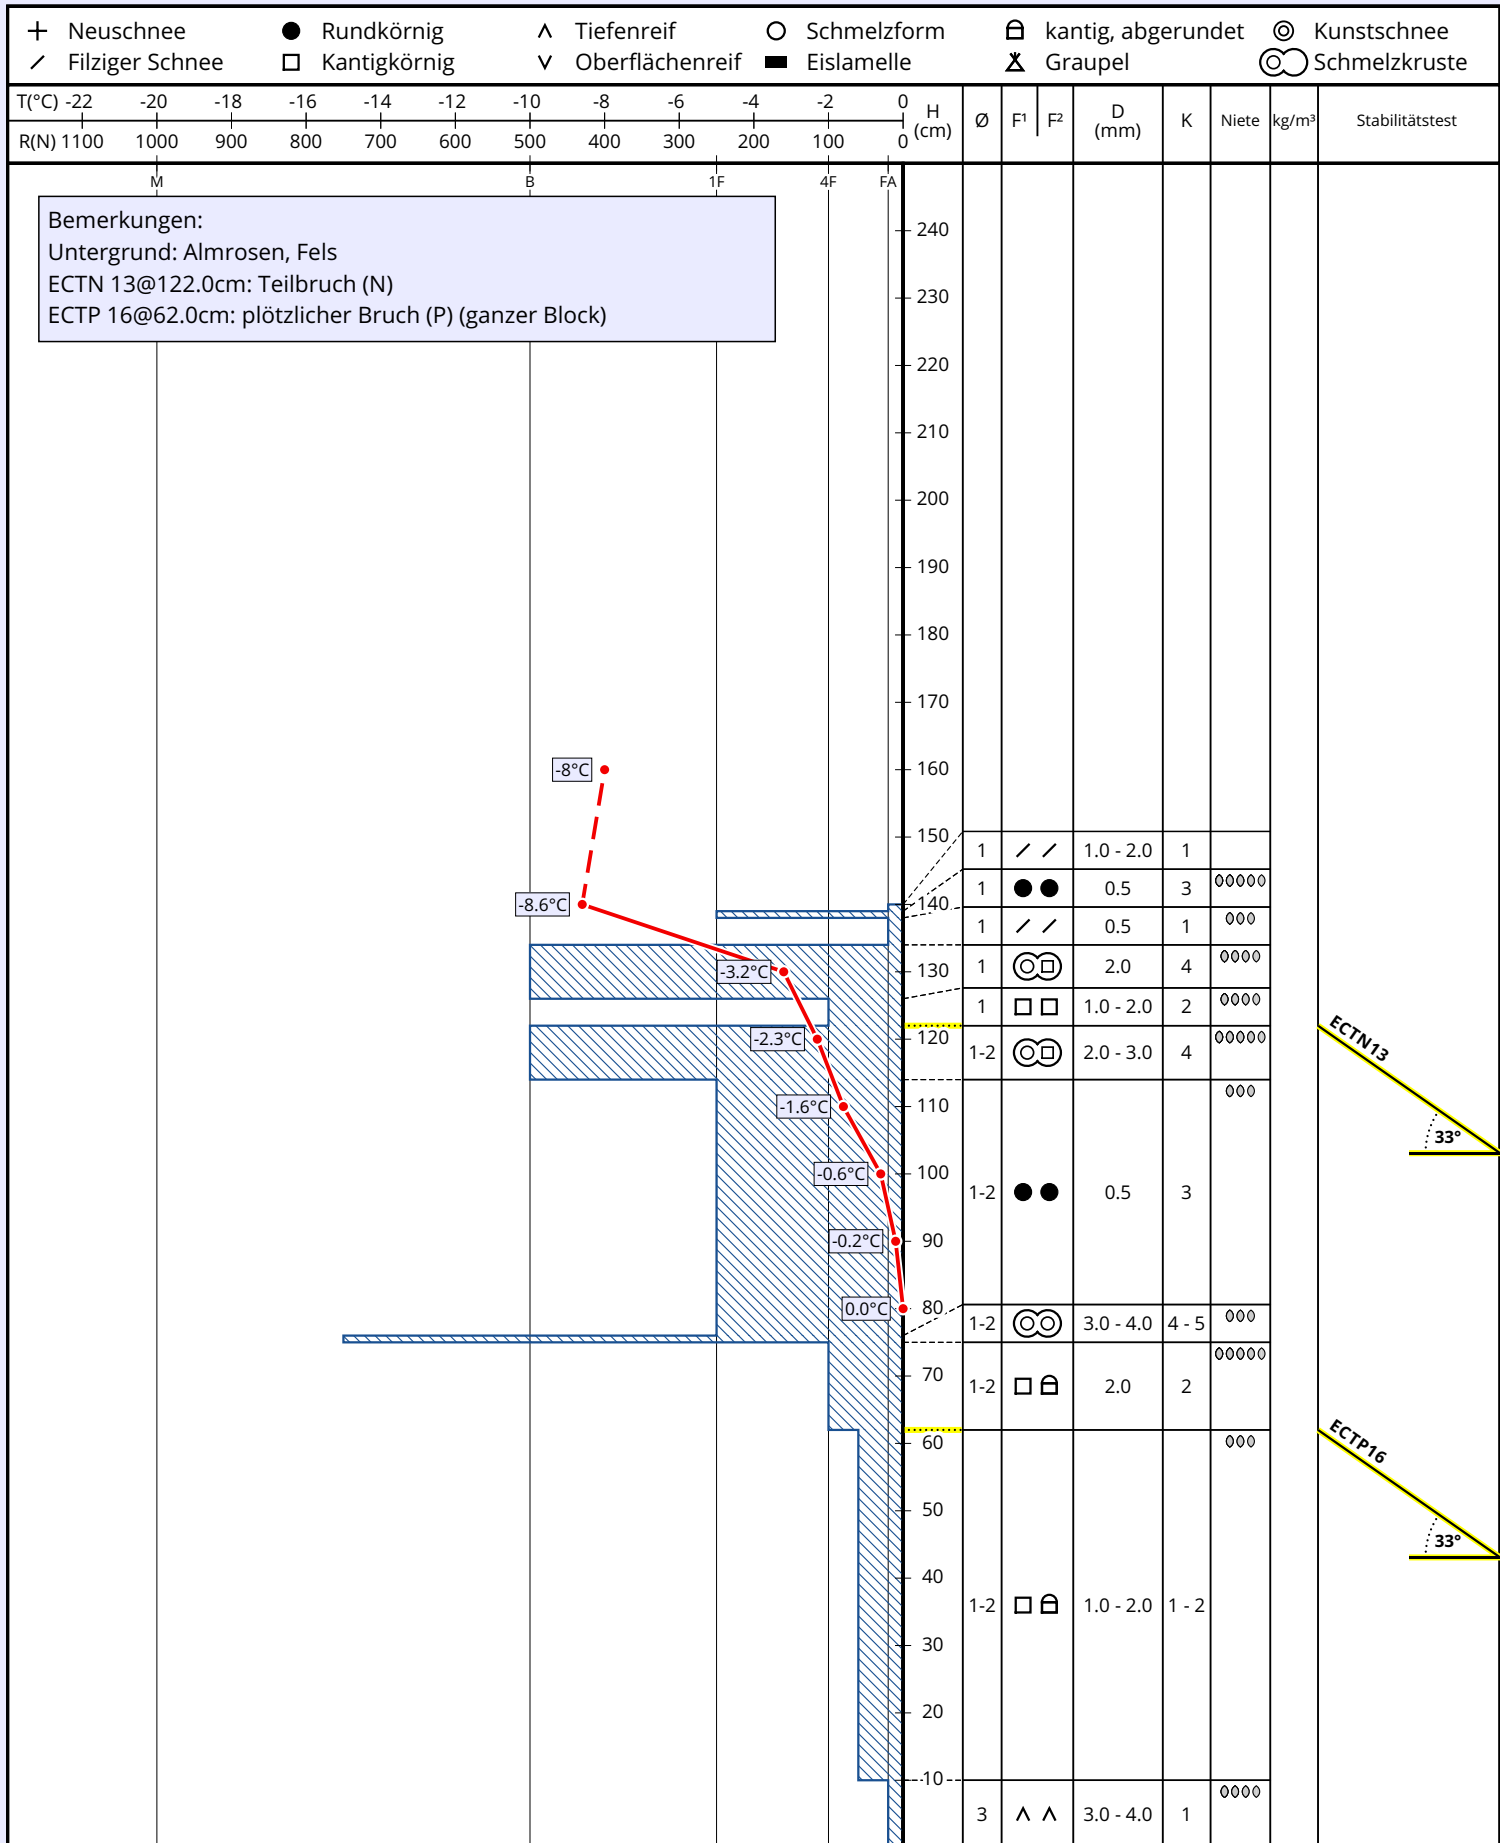 Neuschnee Rundkörnig Tiefenreif Schmelzform kantig, abgerundet Kunstschnee
Filziger Schnee Kantigkörnig Oberflächenreif Eislamelle Graupel Schmelzkruste
T(°C) -22 -20 -18 -16 -14 -12 -10 -8 -6 -4 -2 0
R(N) 1100 1000 900 800 700 600 500 400 300 200 100 0
H (cm) Ø F¹ F² D (mm) K Niete kg/m³ Stabilitätstest
M B 1F 4F FA
Bemerkungen:
Untergrund: Almrosen, Fels
ECTN 13@122.0cm: Teilbruch (N)
ECTP 16@62.0cm: plötzlicher Bruch (P) (ganzer Block)
240
230
220
210
200
190
180
170
-8°C 160
150
1 1.0 - 2.0 1
1 0.5 3
-8.6°C 140
1 0.5 1
1 2.0 4
-3.2°C 130
1 1.0 - 2.0 2
ECTN13
-2.3°C 120
1-2 2.0 - 3.0 4
-1.6°C 110
33°
-0.6°C 100
1-2 0.5 3
-0.2°C 90
0.0°C 80
1-2 3.0 - 4.0 4 - 5
70
1-2 2.0 2
ECTP16
60
50
33°
40
1-2 1.0 - 2.0 1 - 2
30
20
10
3 3.0 - 4.0 1